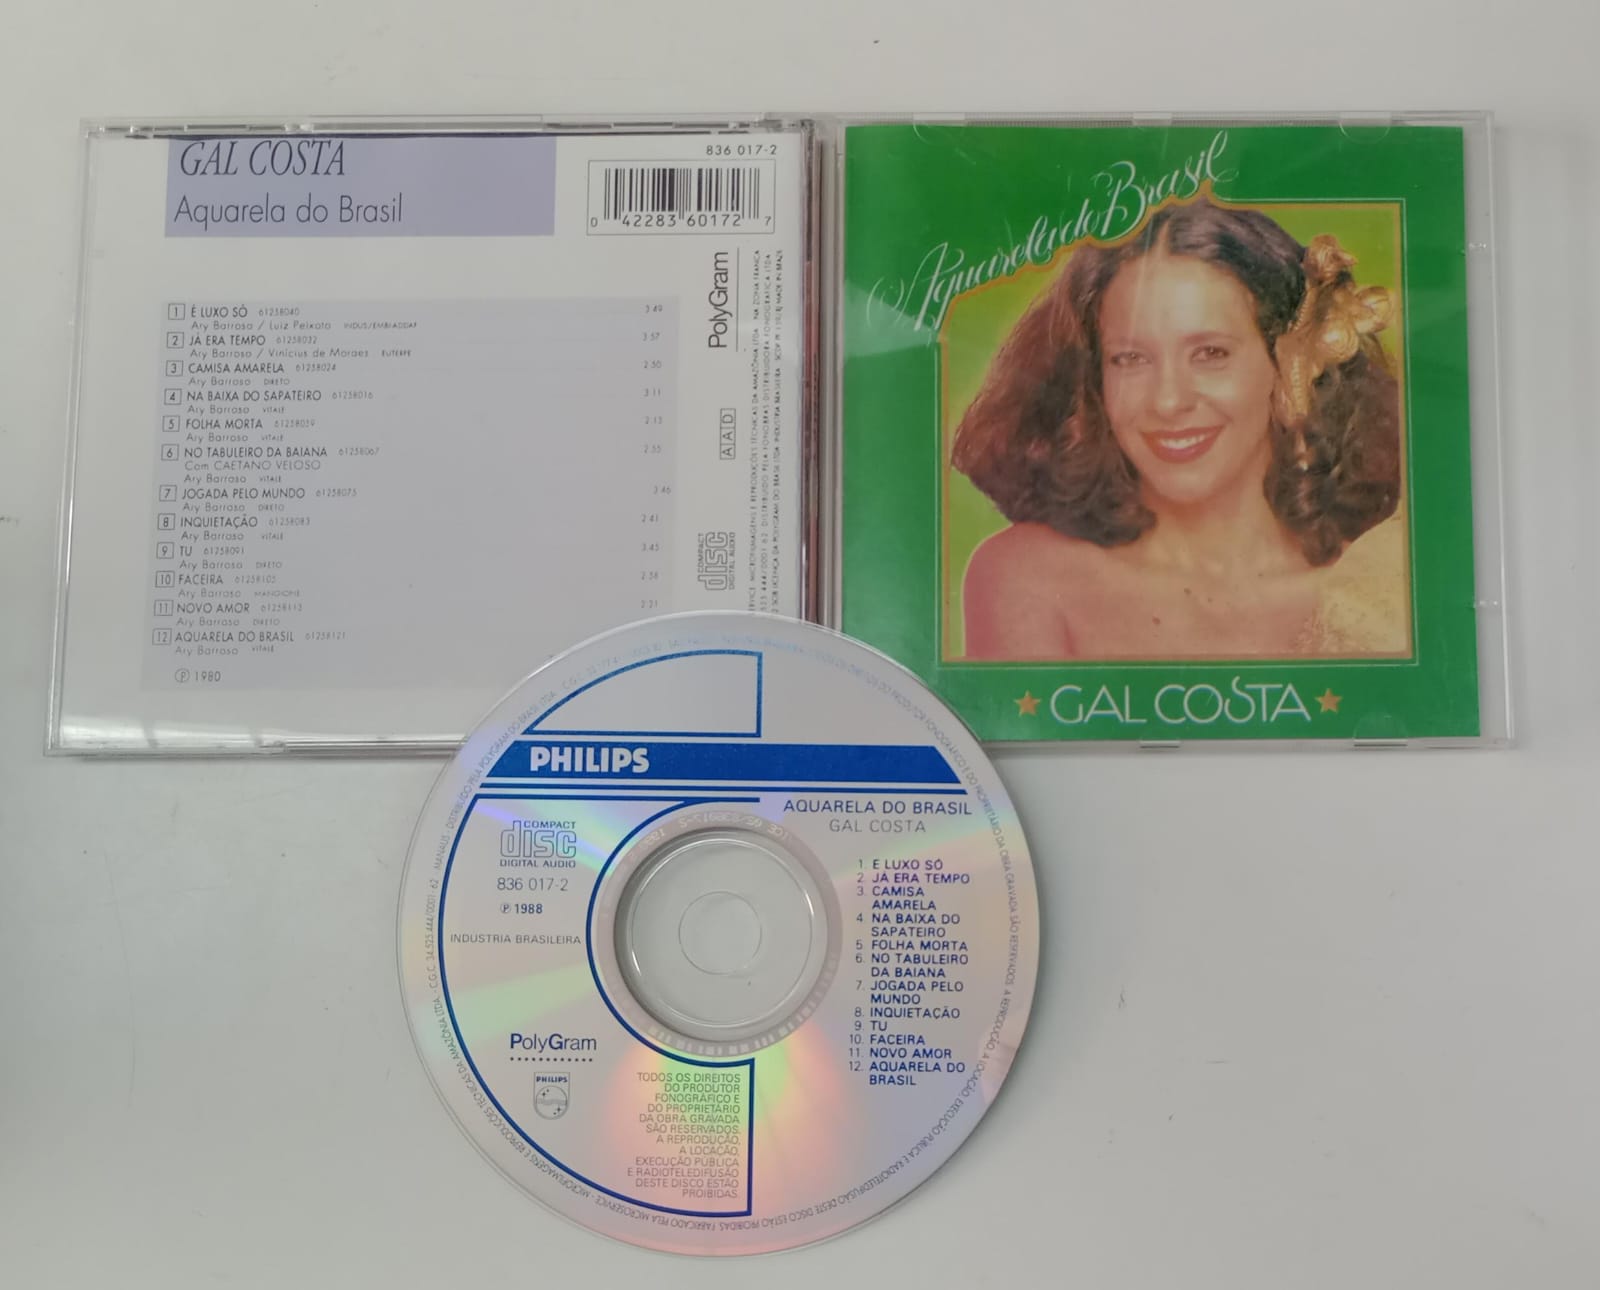 GAL COSTA
Aquarela do Brasil
836 017-2
0 42283 60172 7
1 É LUXO SÓ 61258040 3 49
Ary Barroso / Luiz Peixoto
2 JÁ ERA TEMPO 61258032 3 57
Ary Barroso / Vinícius de Moraes EUTERPE
3 CAMISA AMARELA 61258024 2 50
Ary Barroso DIRETO
4 NA BAIXA DO SAPATEIRO 61258016 3 11
Ary Barroso VITALE
5 FOLHA MORTA 61258059 2 13
Ary Barroso VITALE
6 NO TABULEIRO DA BAIANA 61258067 2 55
Com CAETANO VELOSO
Ary Barroso VITALE
7 JOGADA PELO MUNDO 61258075 3 46
Ary Barroso DIRETO
8 INQUIETAÇÃO 61258083 2 41
Ary Barroso VITALE
9 TU 61258091 3.45
Ary Barroso DIRETO
10 FACEIRA 61258105 2 38
Ary Barroso MANGIONE
11 NOVO AMOR 61258113 2 21
Ary Barroso DIRETO
12 AQUARELA DO BRASIL 61258121
Ary Barroso VITALE
℗ 1980
PolyGram
AAD
COMPACT
disc
DIGITAL AUDIO
Aquarela do Brasil
GAL COSTA
PHILIPS
AQUARELA DO BRASIL
GAL COSTA
COMPACT
disc
DIGITAL AUDIO
836 017-2
℗ 1988
INDUSTRIA BRASILEIRA
1. E LUXO SÓ
2. JÁ ERA TEMPO
3. CAMISA
AMARELA
4. NA BAIXA DO
SAPATEIRO
5. FOLHA MORTA
6. NO TABULEIRO
DA BAIANA
7. JOGADA PELO
MUNDO
8. INQUIETAÇÃO
9. TU
10. FACEIRA
11. NOVO AMOR
12. AQUARELA DO
BRASIL
PolyGram
PHILIPS
TODOS OS DIREITOS
DO PRODUTOR
FONOGRÁFICO E
DO PROPRIETÁRIO
DA OBRA GRAVADA
SÃO RESERVADOS.
A REPRODUÇÃO,
A LOCAÇÃO,
EXECUÇÃO PÚBLICA
E RADIOTELEDIFUSÃO
DESTE DISCO ESTÃO
PROIBIDAS.